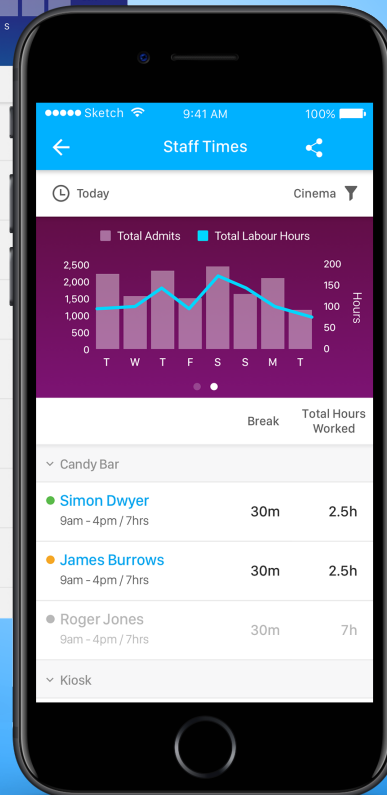 S
Sketch 9:41 AM 100%
Staff Times
Today Cinema
Total Admits Total Labour Hours
2,500 200
2,000 150
1,500 100
1,000 50
500 0
0
Hours
T W T F S S M T
Break Total Hours Worked
Candy Bar
Simon Dwyer
9am - 4pm / 7hrs 30m 2.5h
James Burrows
9am - 4pm / 7hrs 30m 2.5h
Roger Jones
9am - 4pm / 7hrs 30m 7h
Kiosk